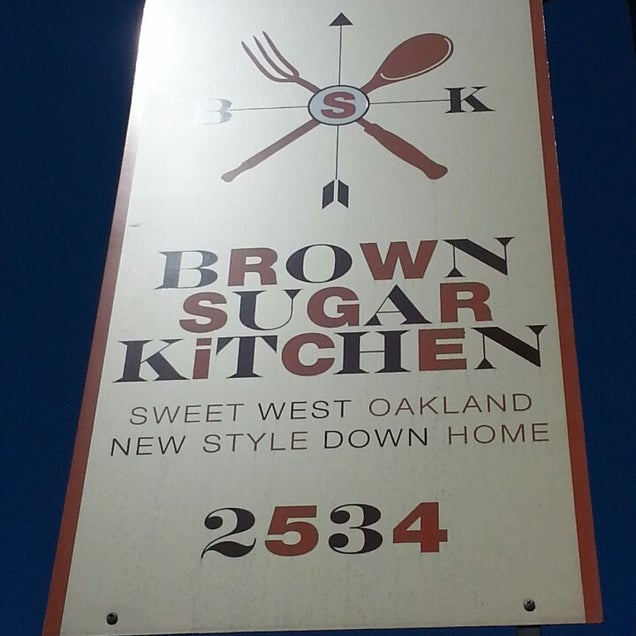 B S K
BROWN
SUGAR
KiTCHEN
SWEET WEST OAKLAND
NEW STYLE DOWN HOME
2534